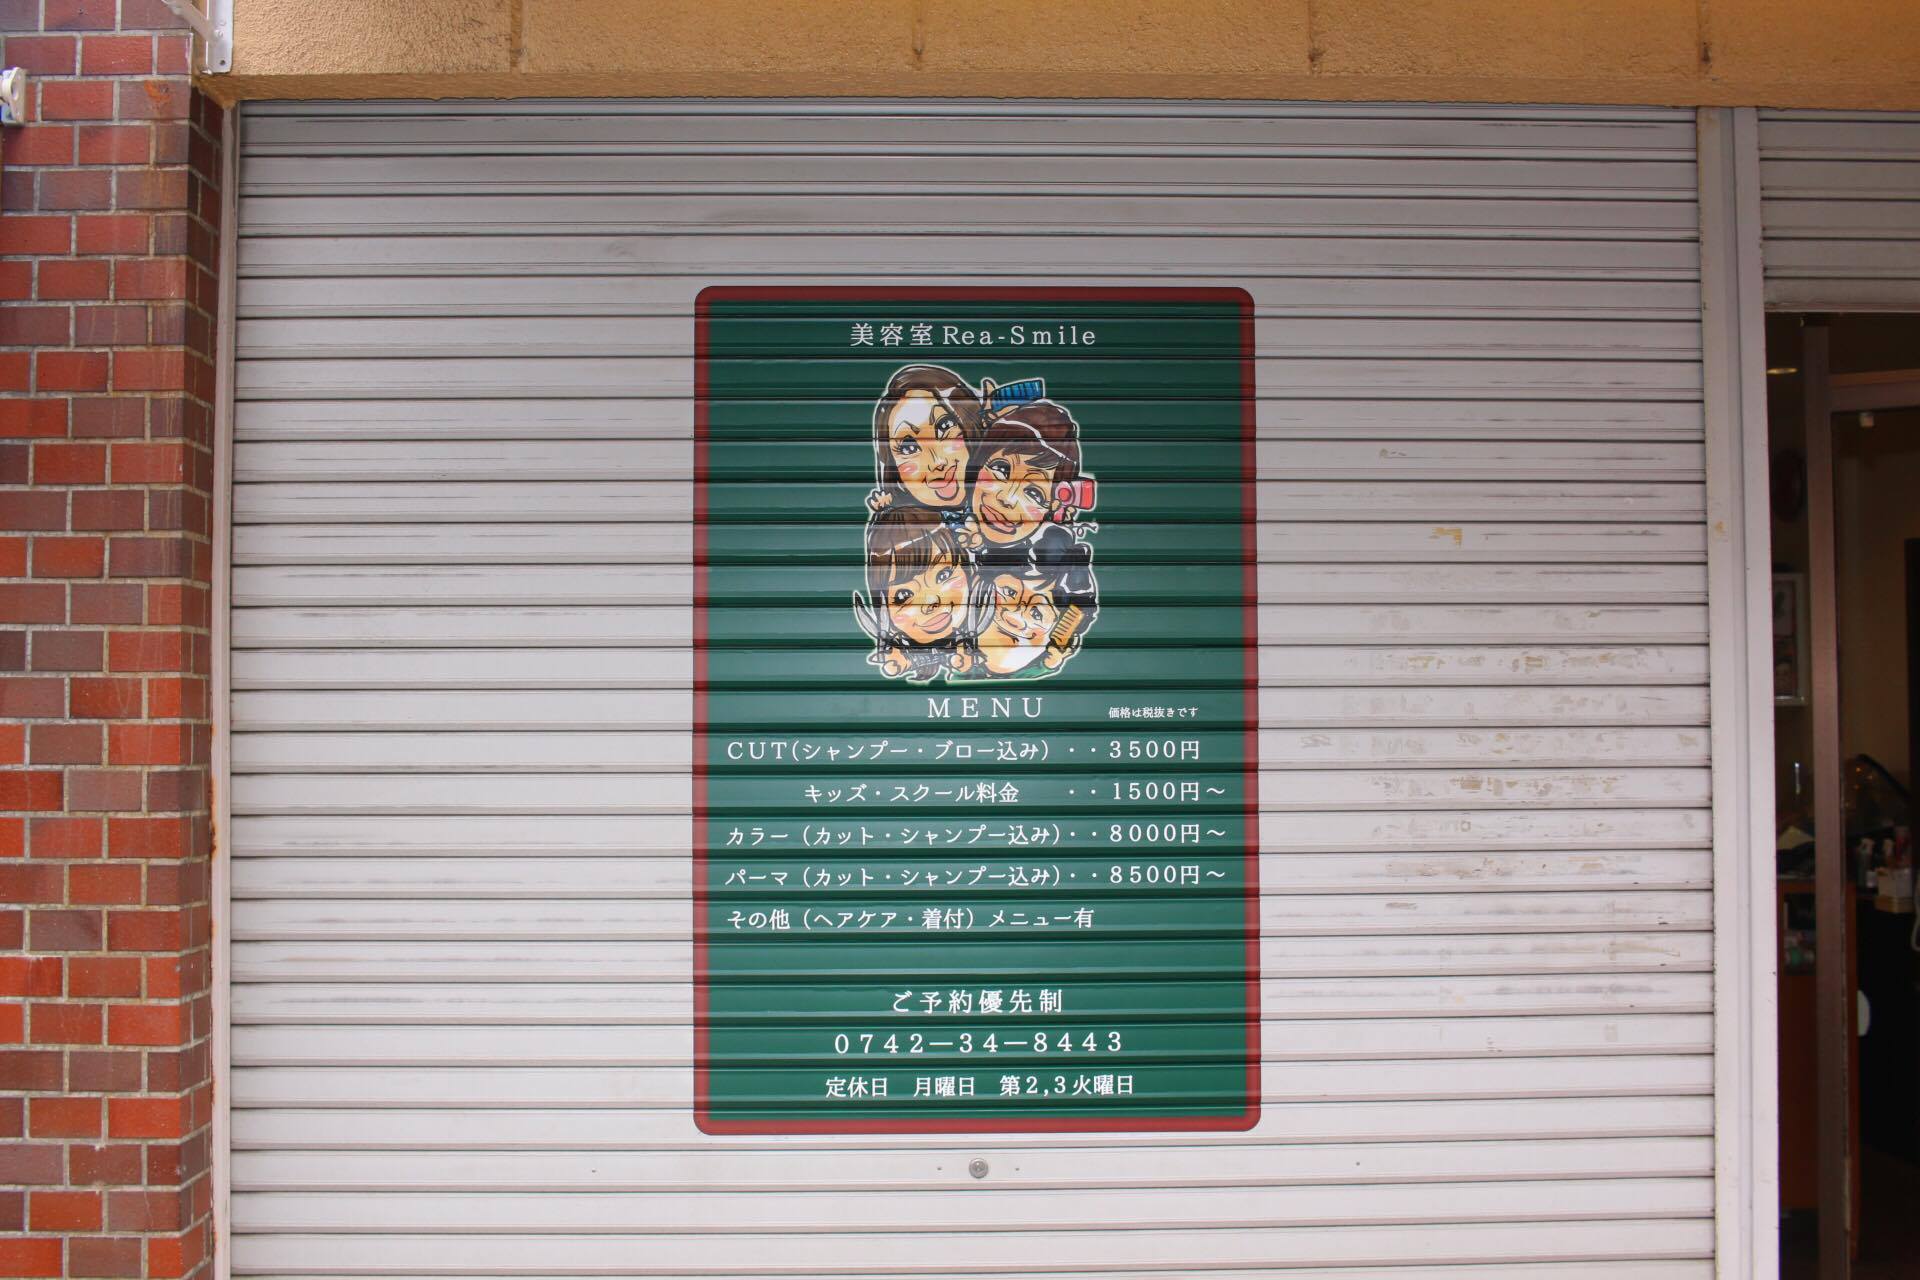 美容室Rea-Smile
MENU 価格は税抜きです
CUT(シャンプー・ブロー込み)・・3500円
キッズ・スクール料金 ・・1500円～
カラー(カット・シャンプー込み)・・8000円～
パーマ(カット・シャンプー込み)・・8500円～
その他(ヘアケア・着付)メニュー有
ご予約優先制
0742―34―8443
定休日 月曜日 第2,3火曜日